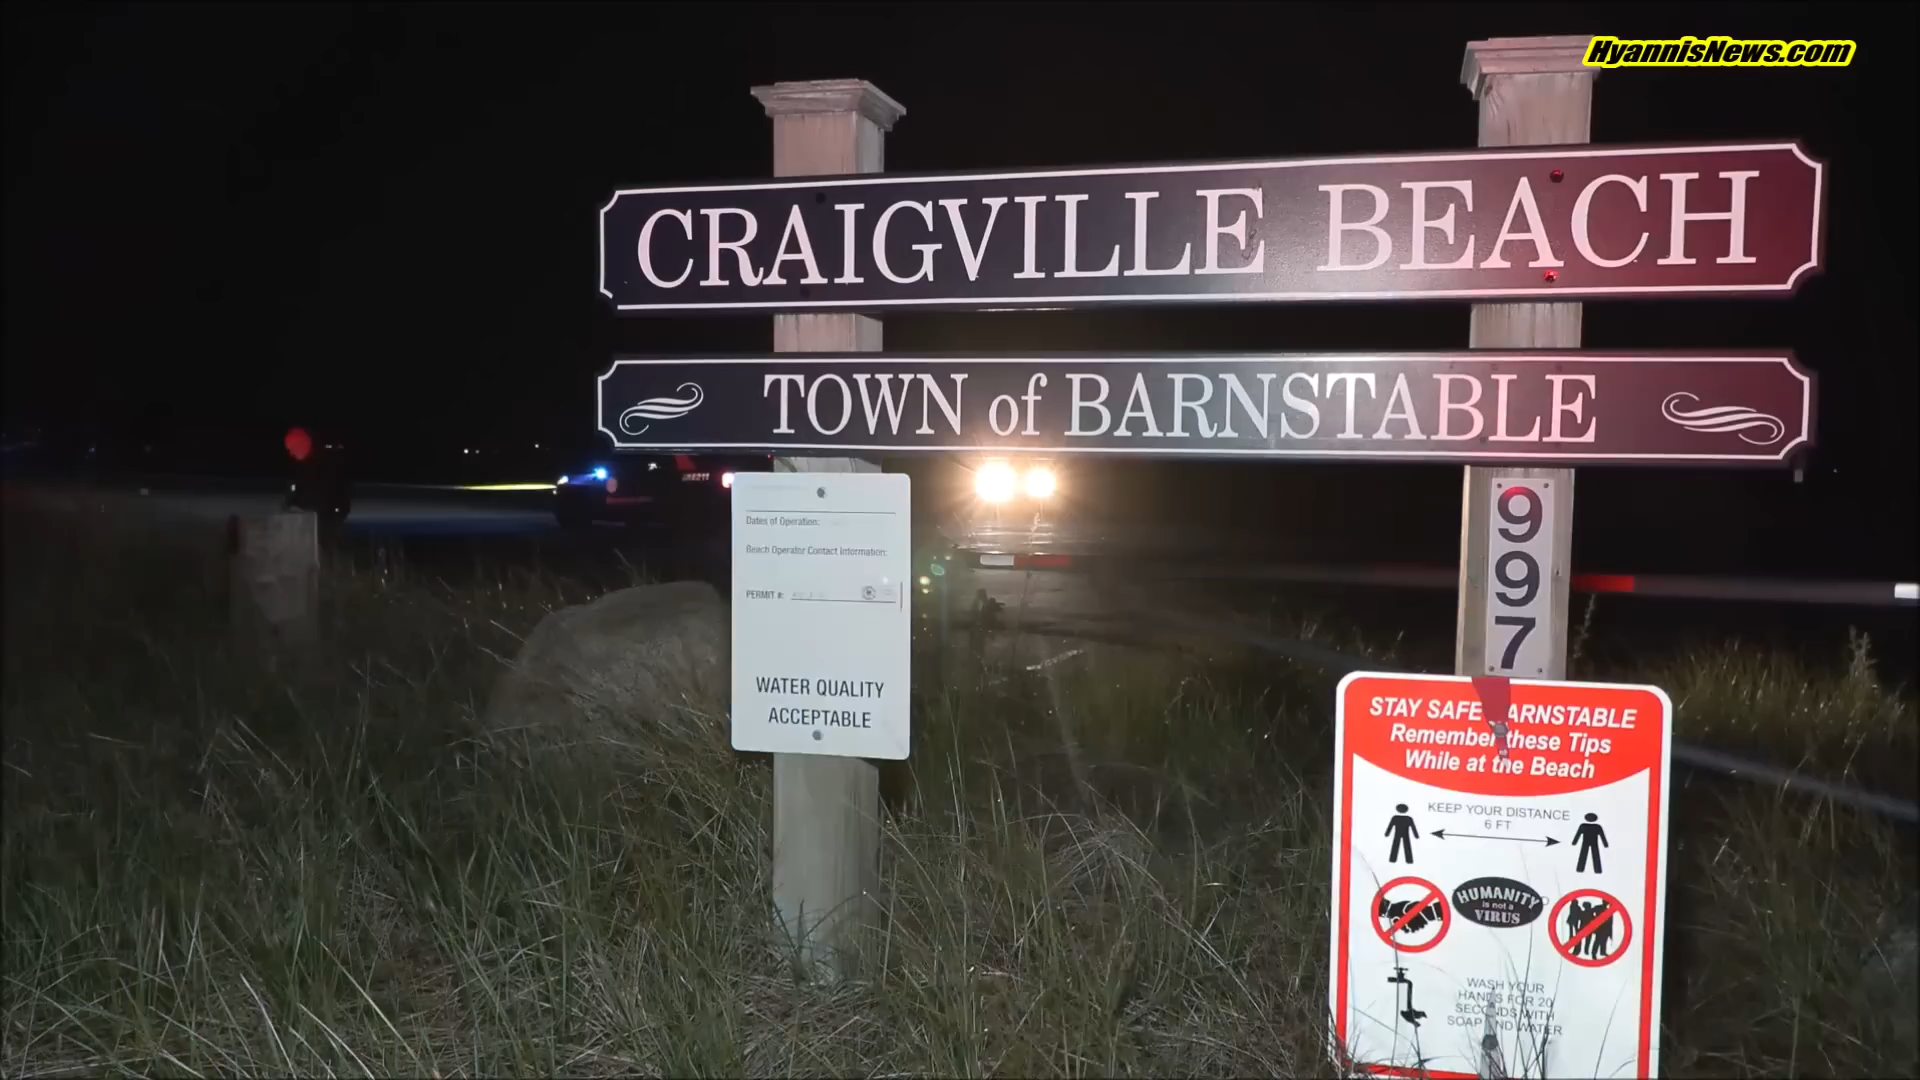 HyannisNews.com
CRAIGVILLE BEACH
TOWN of BARNSTABLE
Dates of Operation:
Beach Operator Contact Information:
PERMIT #:
WATER QUALITY
ACCEPTABLE
997
STAY SAFE ARNSTABLE
Remember these Tips
While at the Beach
KEEP YOUR DISTANCE
6 FT
HUMANITY
is not a
VIRUS
WASH YOUR
HANDS FOR 20
SECONDS WITH
SOAP AND WATER